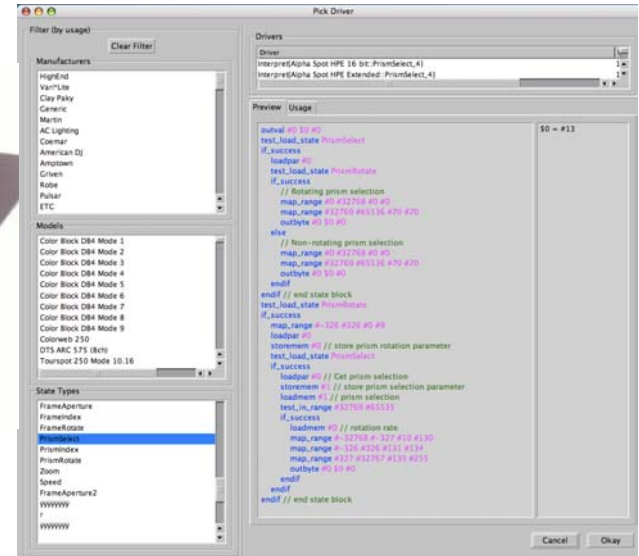 Pick Driver
Filter (by usage)
Clear Filter
Manufacturers
HighEnd
Vari*Lite
Clay Paky
Generic
Martin
AC Lighting
Coemar
American DJ
Amptown
Griven
Robe
Pulsar
ETC
Models
Color Block DB4 Mode 1
Color Block DB4 Mode 2
Color Block DB4 Mode 3
Color Block DB4 Mode 4
Color Block DB4 Mode 5
Color Block DB4 Mode 6
Color Block DB4 Mode 7
Color Block DB4 Mode 8
Color Block DB4 Mode 9
Colorweb 250
DTS ARC 575 (8ch)
Tourspot 250 Mode 10.16
State Types
FrameAperture
FrameIndex
FrameRotate
PrismSelect
PrismIndex
PrismRotate
Zoom
Speed
FrameAperture2
ÿÿÿÿÿÿÿÿ
r
ÿÿÿÿÿÿÿÿ
Drivers
Driver
Interpret(Alpha Spot HPE 16 bit::PrismSelect_4) 1
Interpret(Alpha Spot HPE Extended::PrismSelect_4) 1
Preview Usage
outval #0 $0 #0
test_load_state PrismSelect
if_success
loadpar #0
test_load_state PrismRotate
if_success
// Rotating prism selection
map_range #0 #32768 #0 #0
map_range #32769 #65536 #70 #70
outbyte #0 $0 #0
else
// Non-rotating prism selection
map_range #0 #32768 #0 #0
map_range #32769 #65536 #70 #70
outbyte #0 $0 #0
endif
endif // end state block
test_load_state PrismRotate
if_success
map_range #-326 #326 #0 #0
loadpar #0
storemem #0 // store prism rotation parameter
test_load_state PrismSelect
if_success
loadpar #0 // Get prism selection
storemem #1 // store prism selection parameter
loadmem #1 // prism selection
test_in_range #32769 #65535
if_success
loadmem #0 // rotation rate
map_range #-32768 #-327 #10 #130
map_range #-326 #326 #131 #134
map_range #327 #32767 #135 #255
outbyte #0 $0 #0
endif
endif
endif // end state block
$0 = #13
Cancel Okay